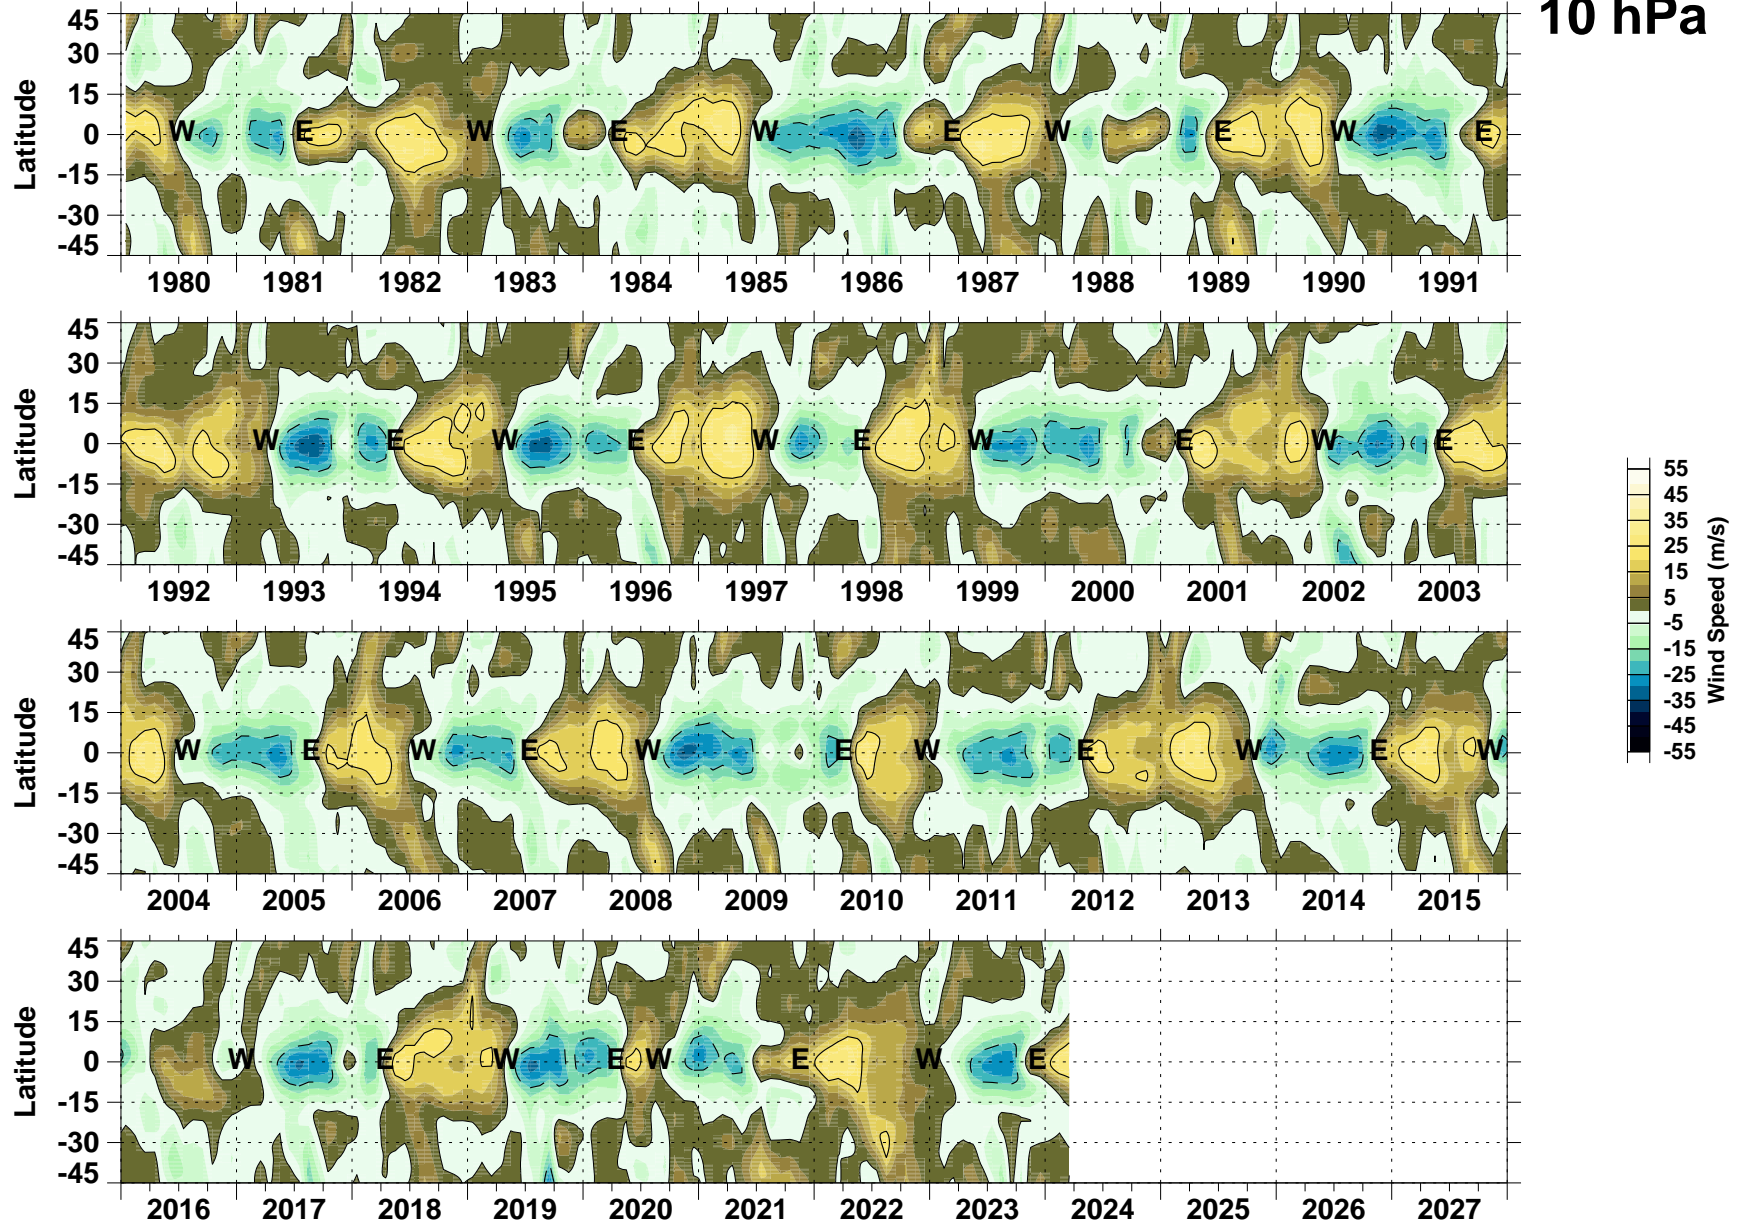 10 hPa
45
30
15
0
-15
-30
-45
Latitude
W E W E W E W E W E
1980 1981 1982 1983 1984 1985 1986 1987 1988 1989 1990 1991
45
30
15
0
-15
-30
-45
Latitude
W E W E W E W E W E
1992 1993 1994 1995 1996 1997 1998 1999 2000 2001 2002 2003
45
30
15
0
-15
-30
-45
Latitude
W E W E W E W E W E W
2004 2005 2006 2007 2008 2009 2010 2011 2012 2013 2014 2015
45
30
15
0
-15
-30
-45
Latitude
W E W E W E W E
2016 2017 2018 2019 2020 2021 2022 2023 2024 2025 2026 2027
55
45
35
25
15
5
-5
-15
-25
-35
-45
-55
Wind Speed (m/s)